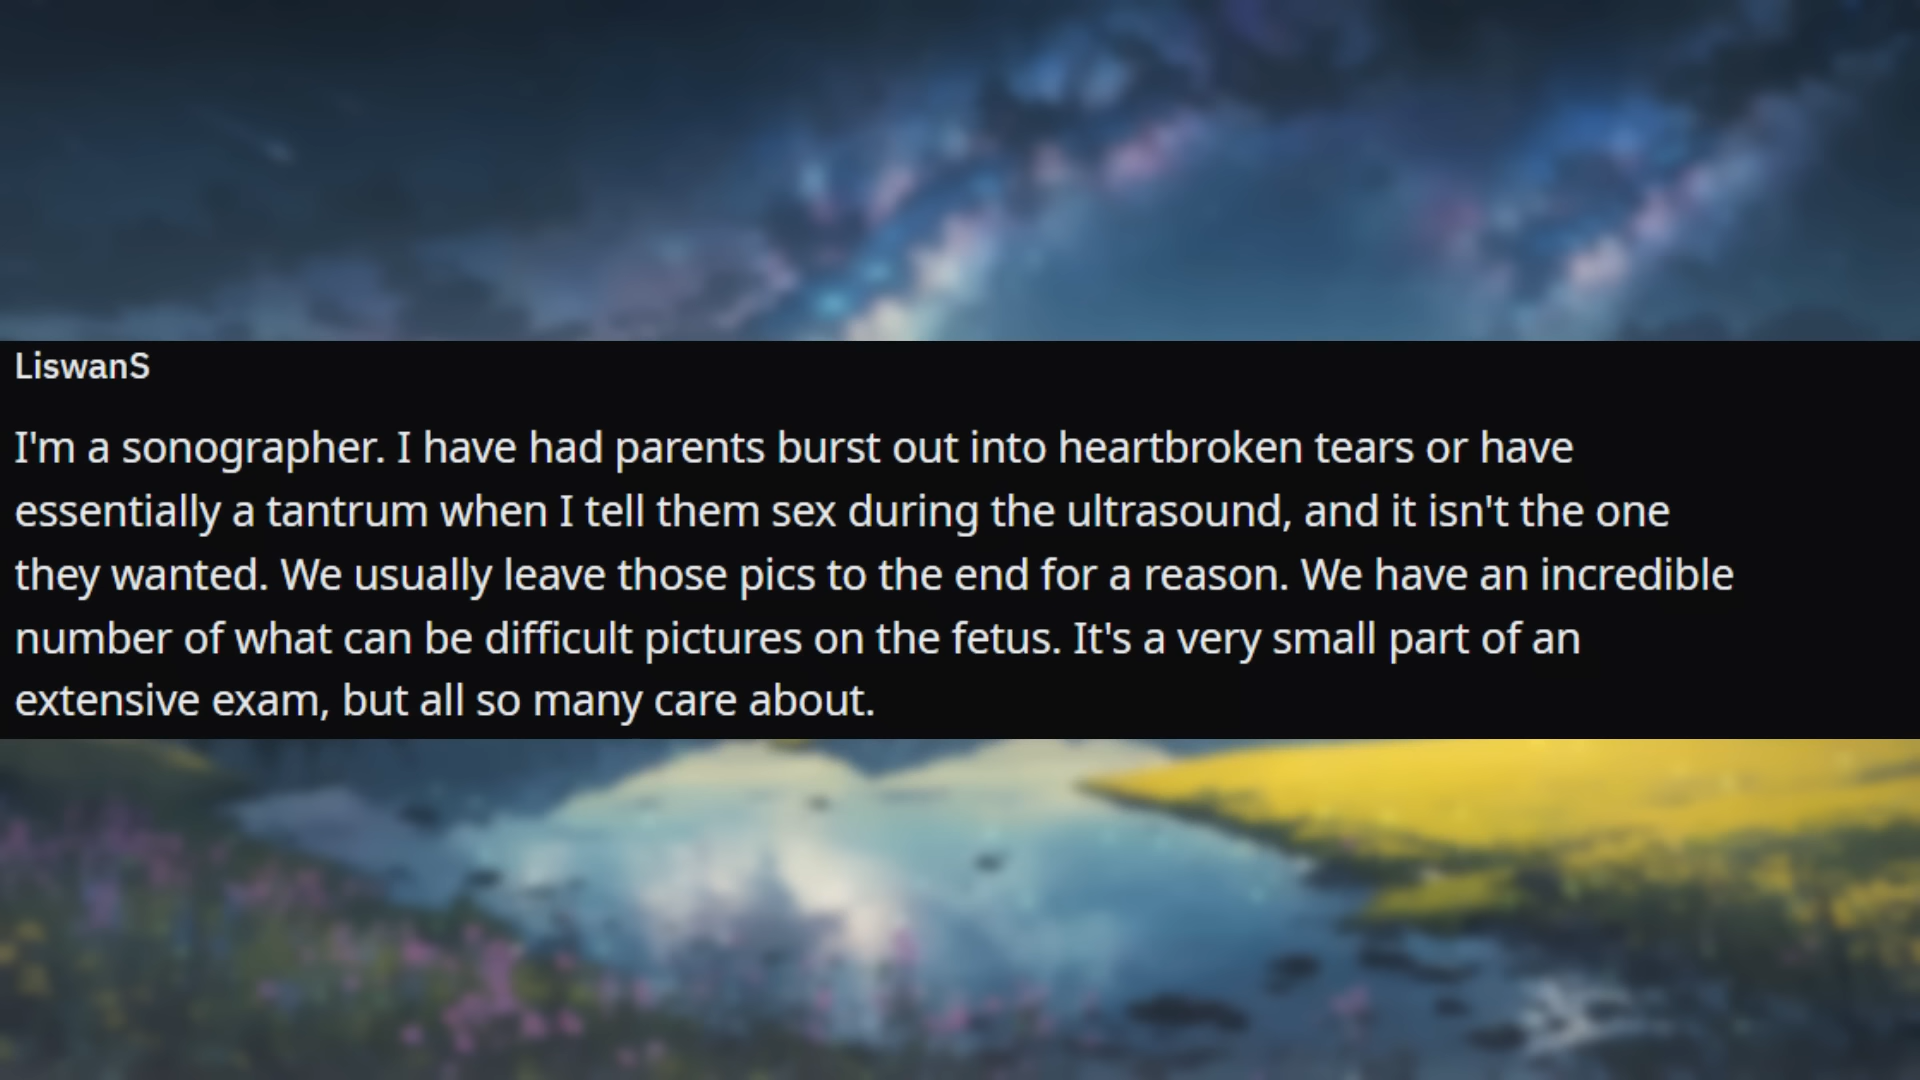 LiswanS
I'm a sonographer. I have had parents burst out into heartbroken tears or have
essentially a tantrum when I tell them sex during the ultrasound, and it isn't the one
they wanted. We usually leave those pics to the end for a reason. We have an incredible
number of what can be difficult pictures on the fetus. It's a very small part of an
extensive exam, but all so many care about.